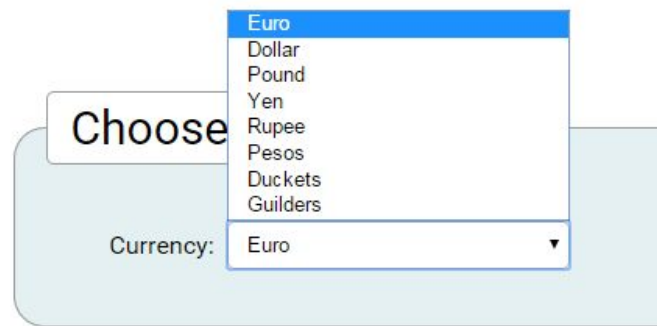 Euro
Dollar
Pound
Yen
Rupee
Pesos
Duckets
Guilders
Choose
Currency: Euro